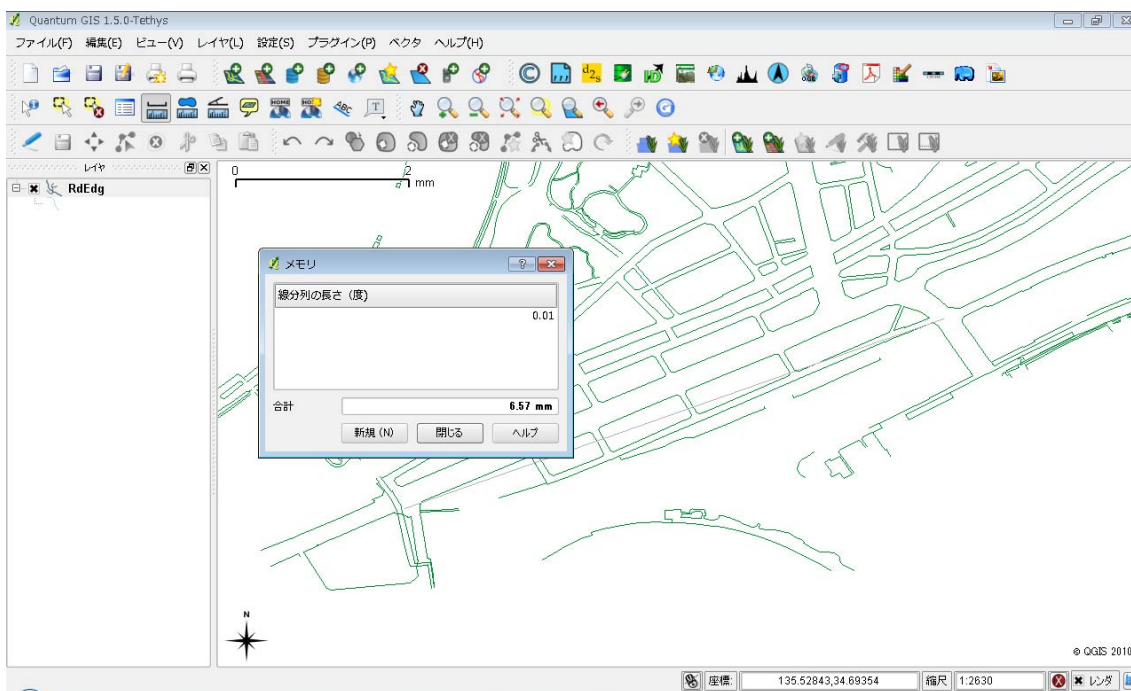 Quantum GIS 1.5.0-Tethys
ファイル(F) 編集(E) ビュー(V) レイヤ(L) 設定(S) プラグイン(P) ベクタ ヘルプ(H)
レイヤ
RdEdg
0 2
mm
メモリ
線分列の長さ (度)
0.01
合計 6.57 mm
新規 (N) 閉じる ヘルプ
N
© QGIS 2010
座標: 135.52843,34.69354 縮尺 1:2630 レンダ